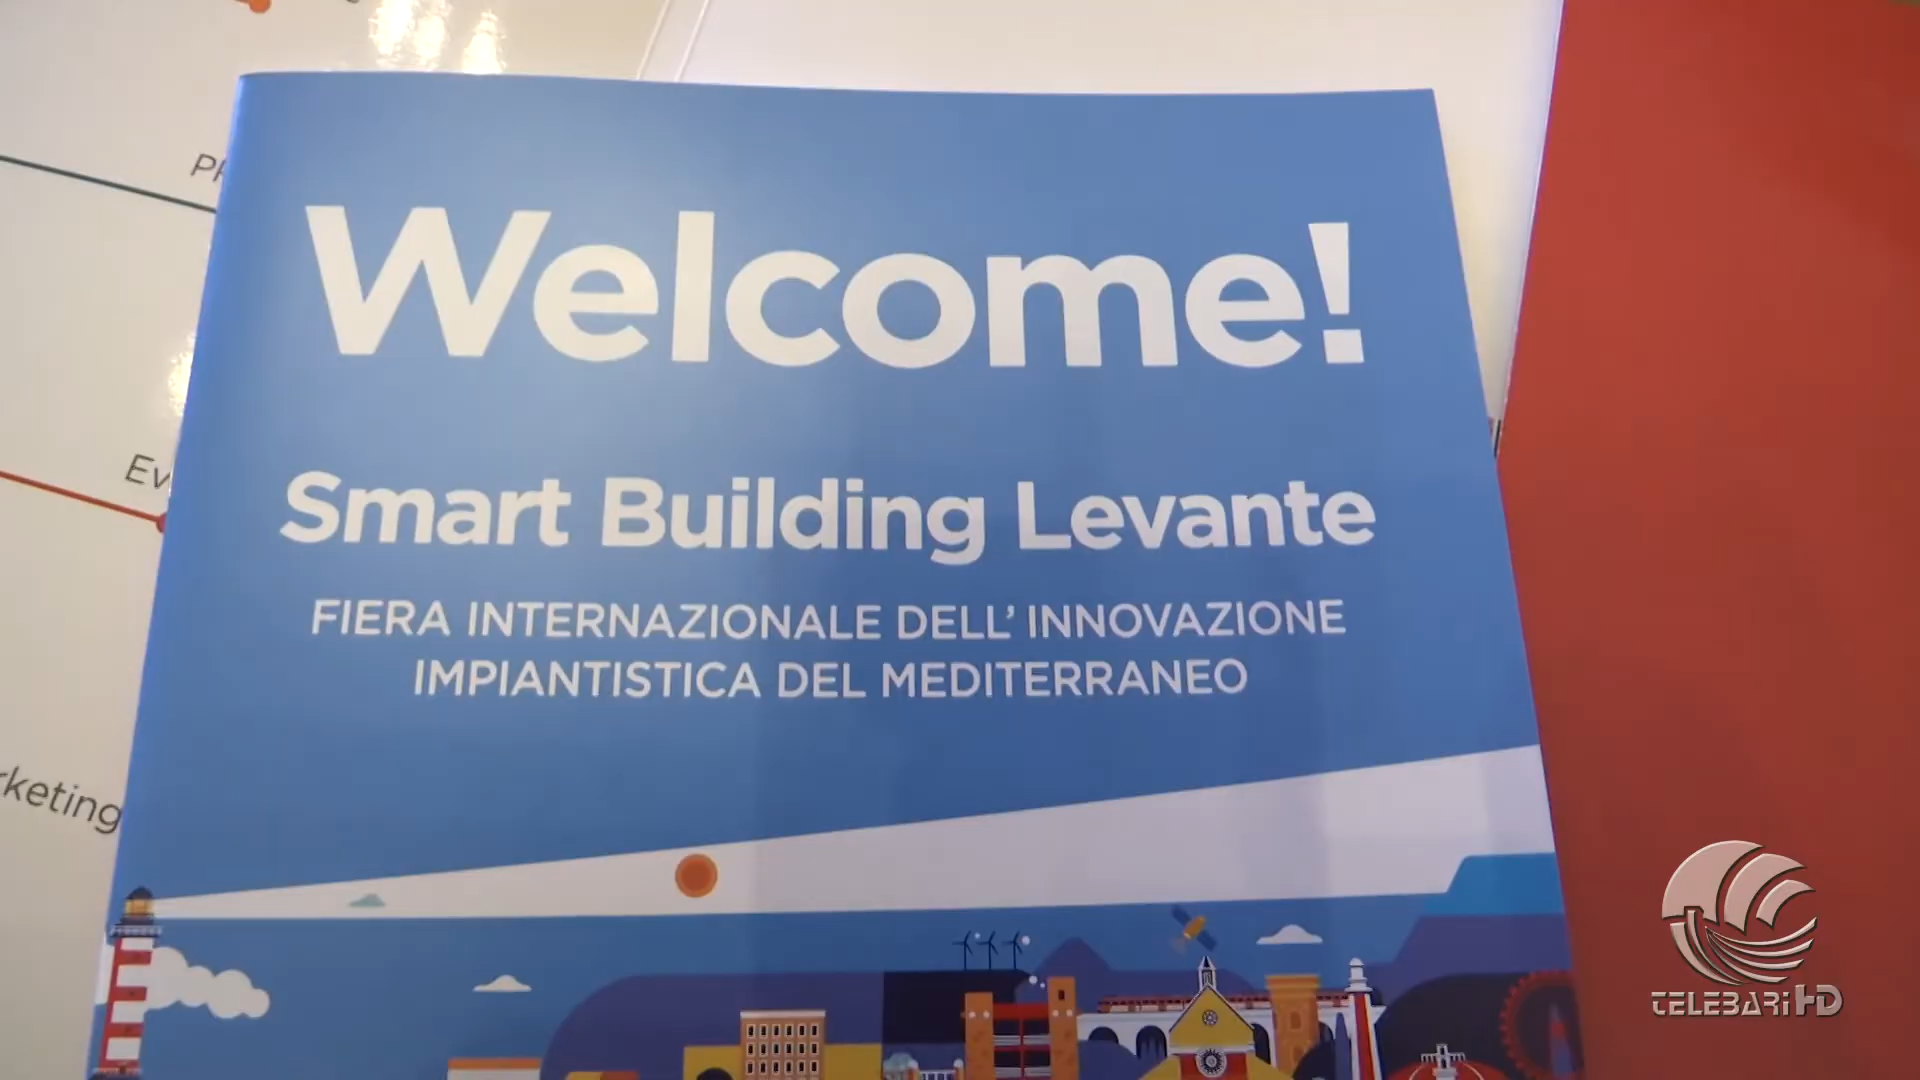 Welcome!
Smart Building Levante
FIERA INTERNAZIONALE DELL' INNOVAZIONE
IMPIANTISTICA DEL MEDITERRANEO
TELEBARI HD